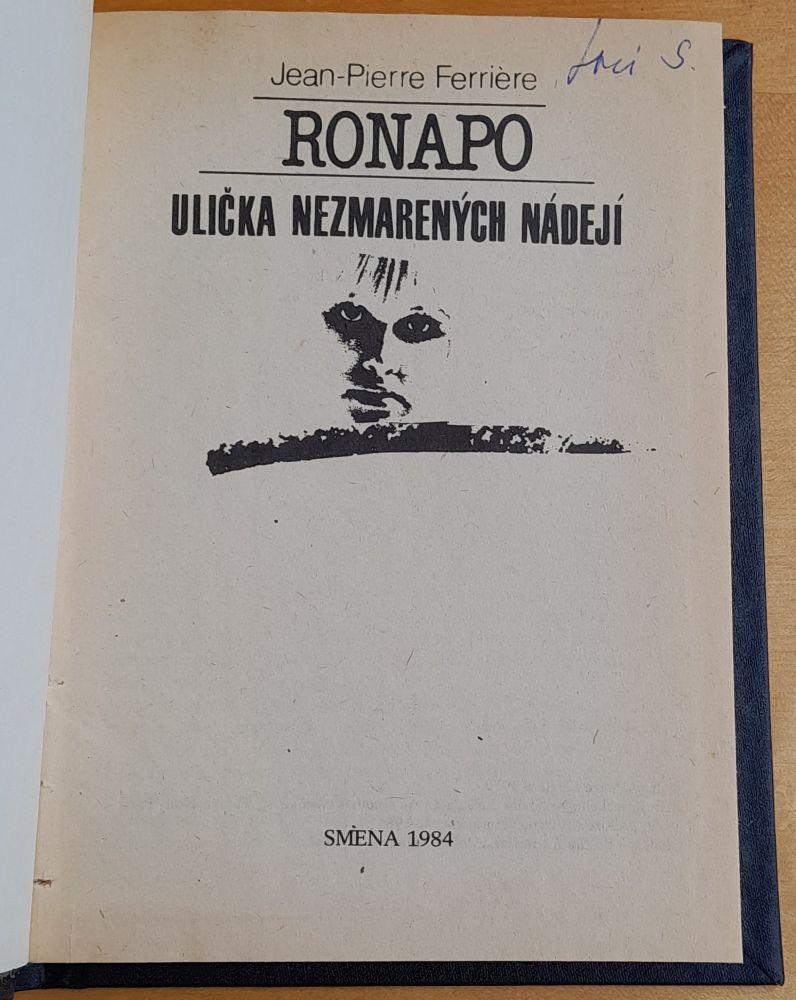 Jean-Pierre Ferrière
RONAPO
ULIČKA NEZMARENÝCH NÁDEJÍ
SMENA 1984